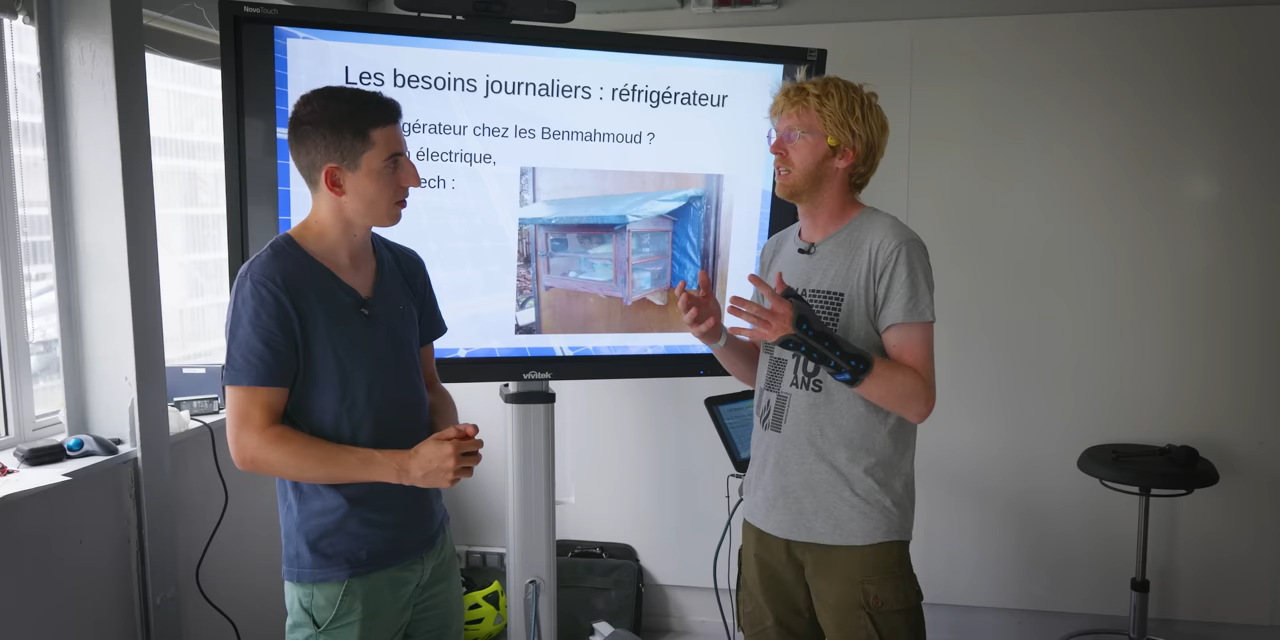 NovoTouch
Les besoins journaliers : réfrigérateur
gérateur chez les Benmahmoud ?
électrique,
ech :
vivitek
10
ANS